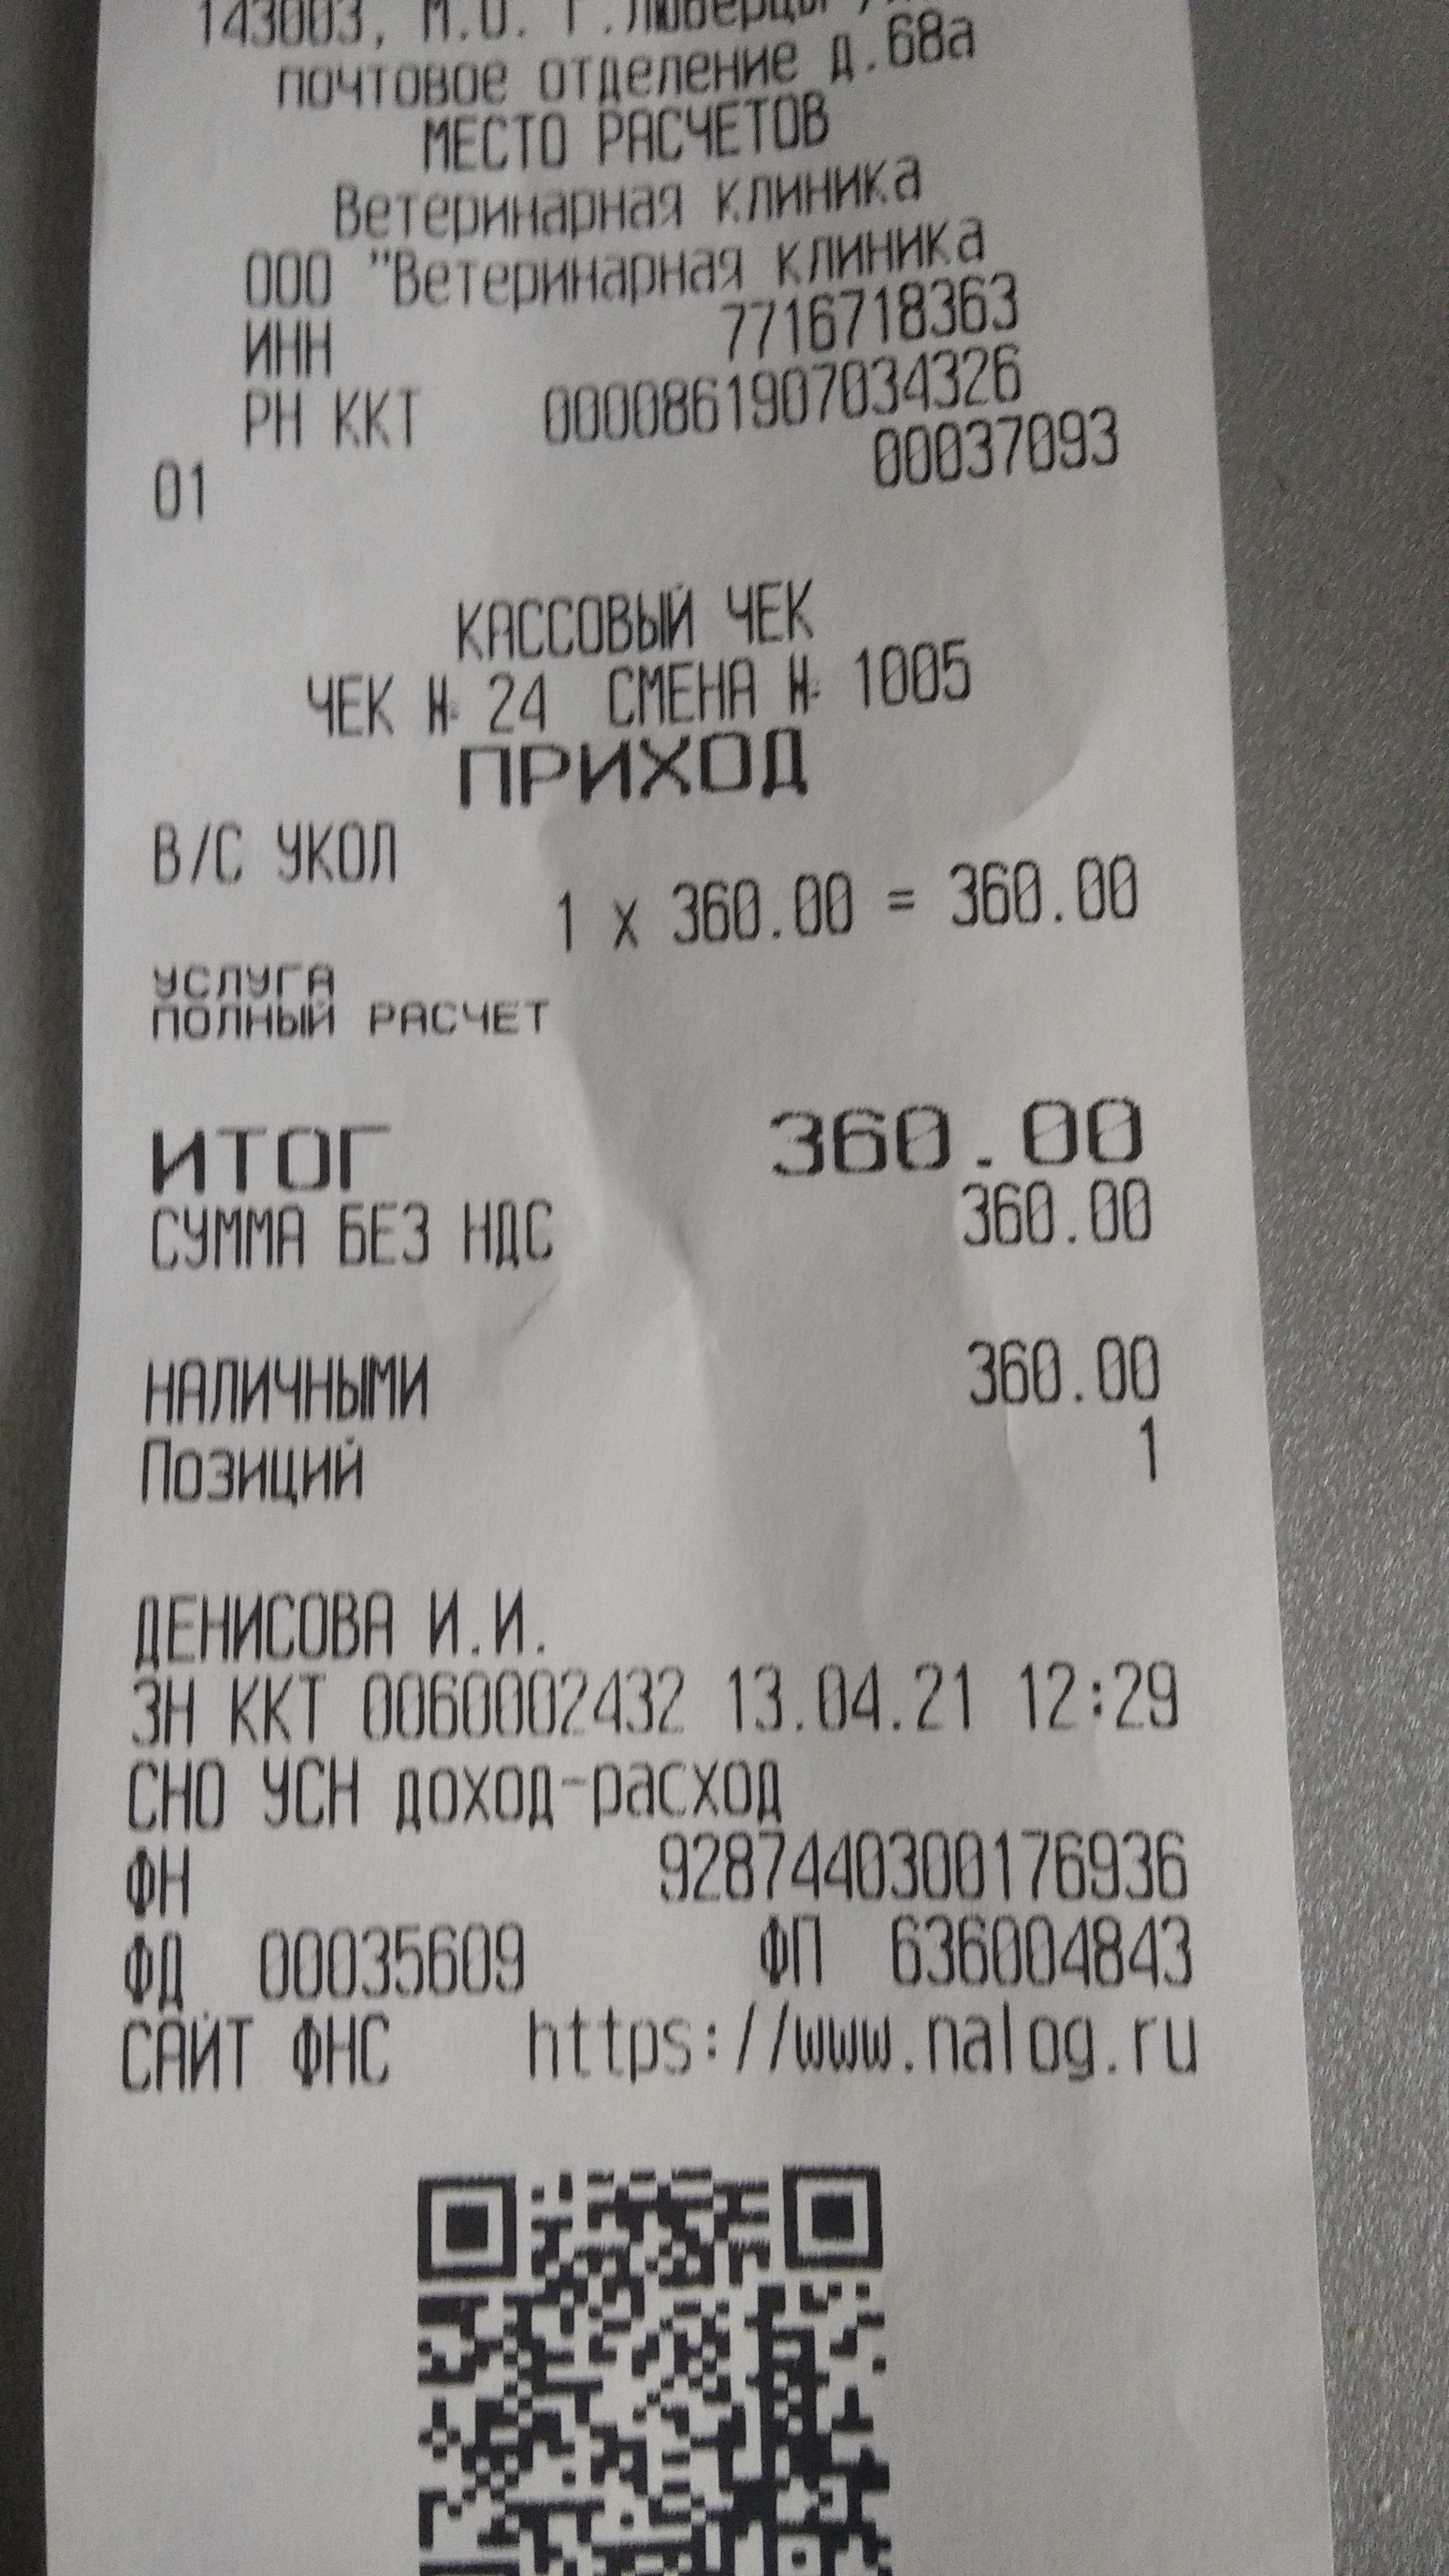 143003, М.О. Г.Люберцы
почтовое отделение д.68а
МЕСТО РАСЧЕТОВ
Ветеринарная клиника
ООО "Ветеринарная клиника
ИНН 7716718363
РН ККТ 0000861907034326
01 00037093
КАССОВЫЙ ЧЕК
ЧЕК № 24 СМЕНА № 1005
ПРИХОД
В/С УКОЛ
1 x 360.00 = 360.00
УСЛУГА
ПОЛНЫЙ РАСЧЕТ
ИТОГ 360.00
СУММА БЕЗ НДС 360.00
НАЛИЧНЫМИ 360.00
Позиций 1
ДЕНИСОВА И.И.
ЗН ККТ 0060002432 13.04.21 12:29
СНО УСН доход-расход
ФН 9287440300176936
ФД 00035609 ФП 636004843
САЙТ ФНС https://www.nalog.ru